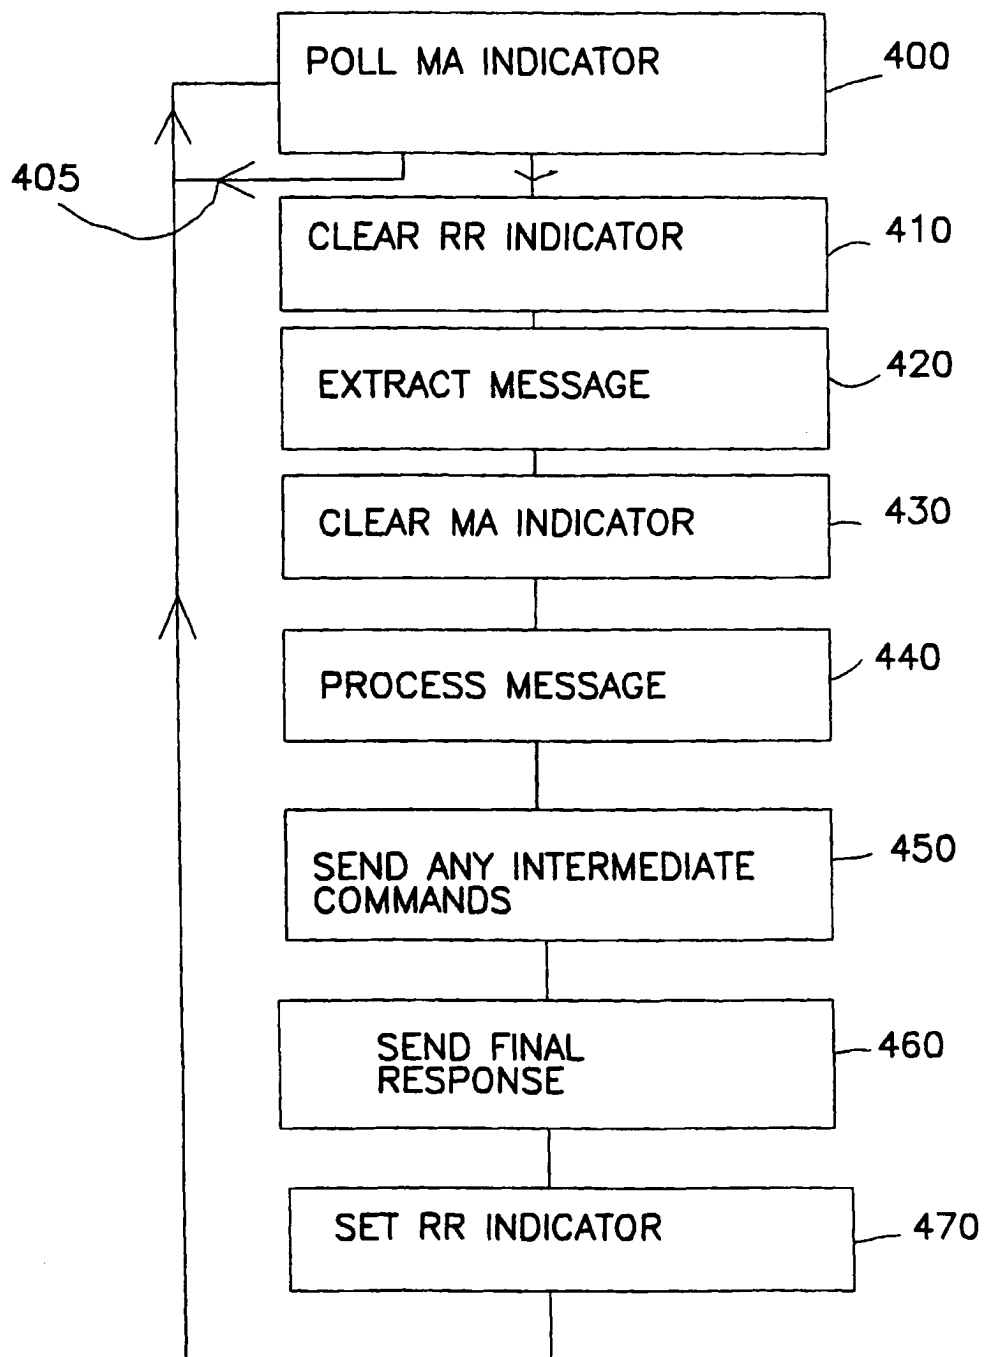 POLL MA INDICATOR
400
405
CLEAR RR INDICATOR
410
EXTRACT MESSAGE
420
CLEAR MA INDICATOR
430
PROCESS MESSAGE
440
SEND ANY INTERMEDIATE
COMMANDS
450
SEND FINAL
RESPONSE
460
SET RR INDICATOR
470